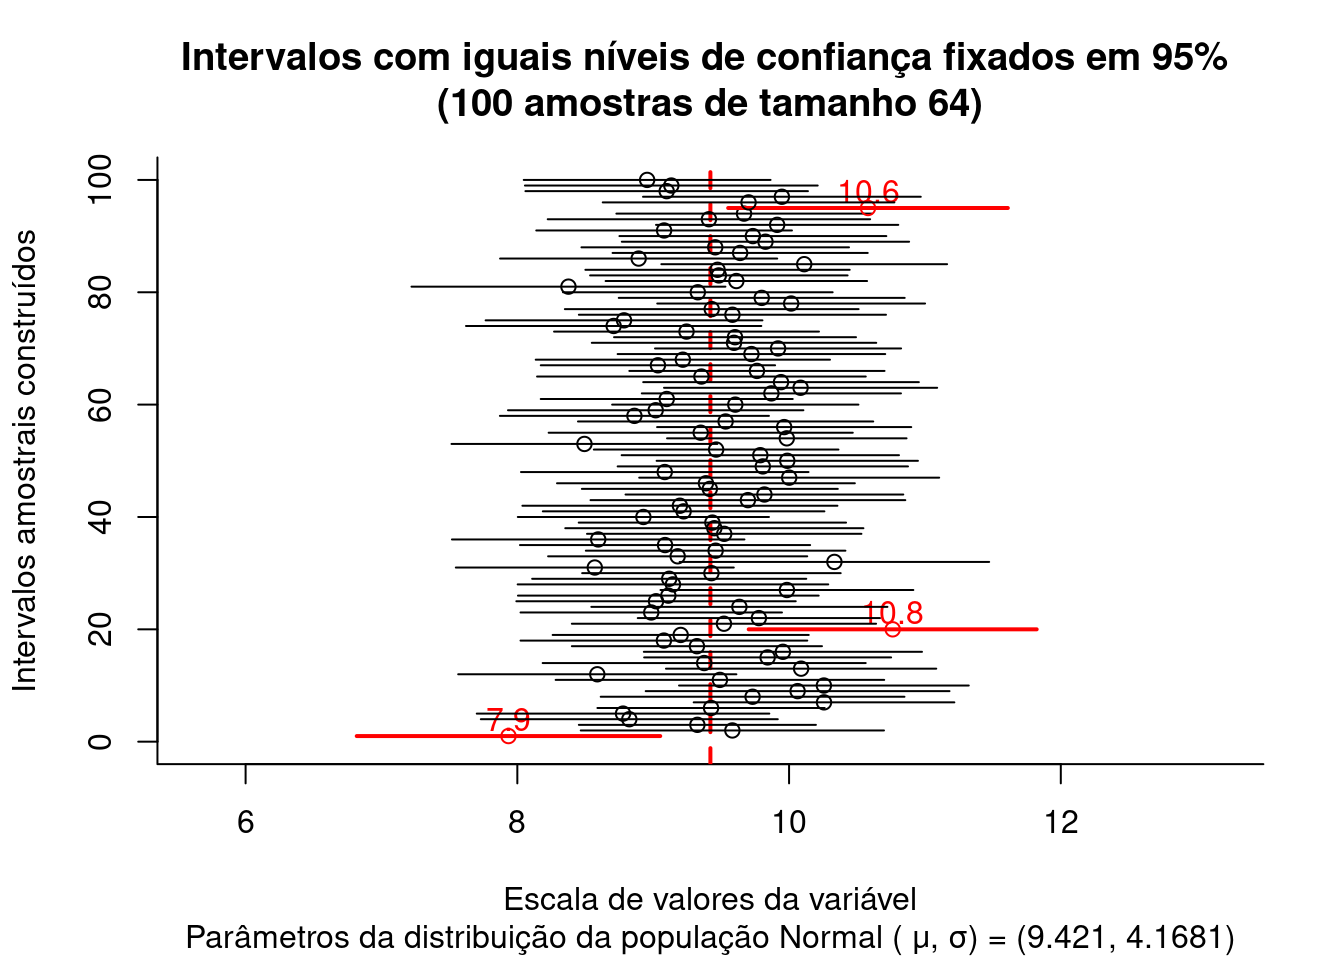 Intervalos com iguais níveis de confiança fixados em 95%
(100 amostras de tamanho 64)
Intervalos amostrais construídos
100
80
60
40
20
0
10.6
10.8
7.9
6 8 10 12
Escala de valores da variável
Parâmetros da distribuição da população Normal ( μ, σ) = (9.421, 4.1681)